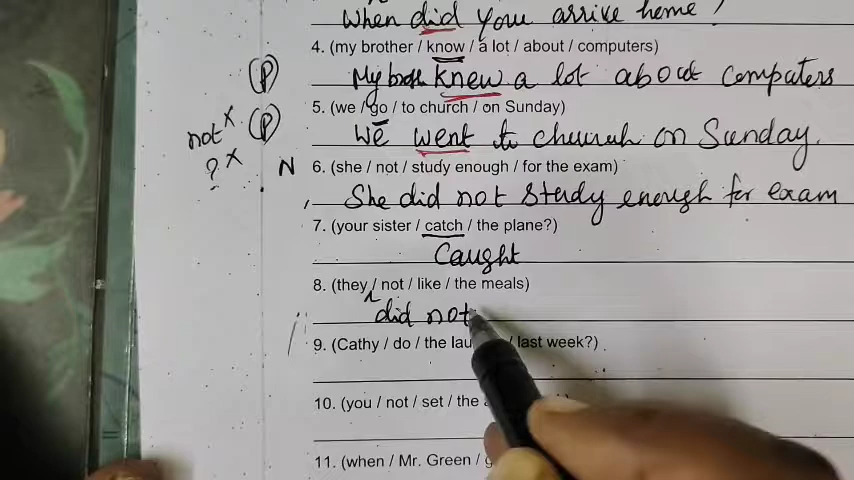 When did you arrive home?
4. (my brother / know / a lot / about / computers)
(P) My broth knew a lot about computers
5. (we / go / to church / on Sunday)
not x (P) We went to chuurch on Sunday.
? x N 6. (she / not / study enough / for the exam)
She did not study enough for exam
7. (your sister / catch / the plane?)
Caught
8. (they / not / like / the meals)
did not
9. (Cathy / do / the / last week?)
10. (you / not / set / the
11. (when / Mr. Green /